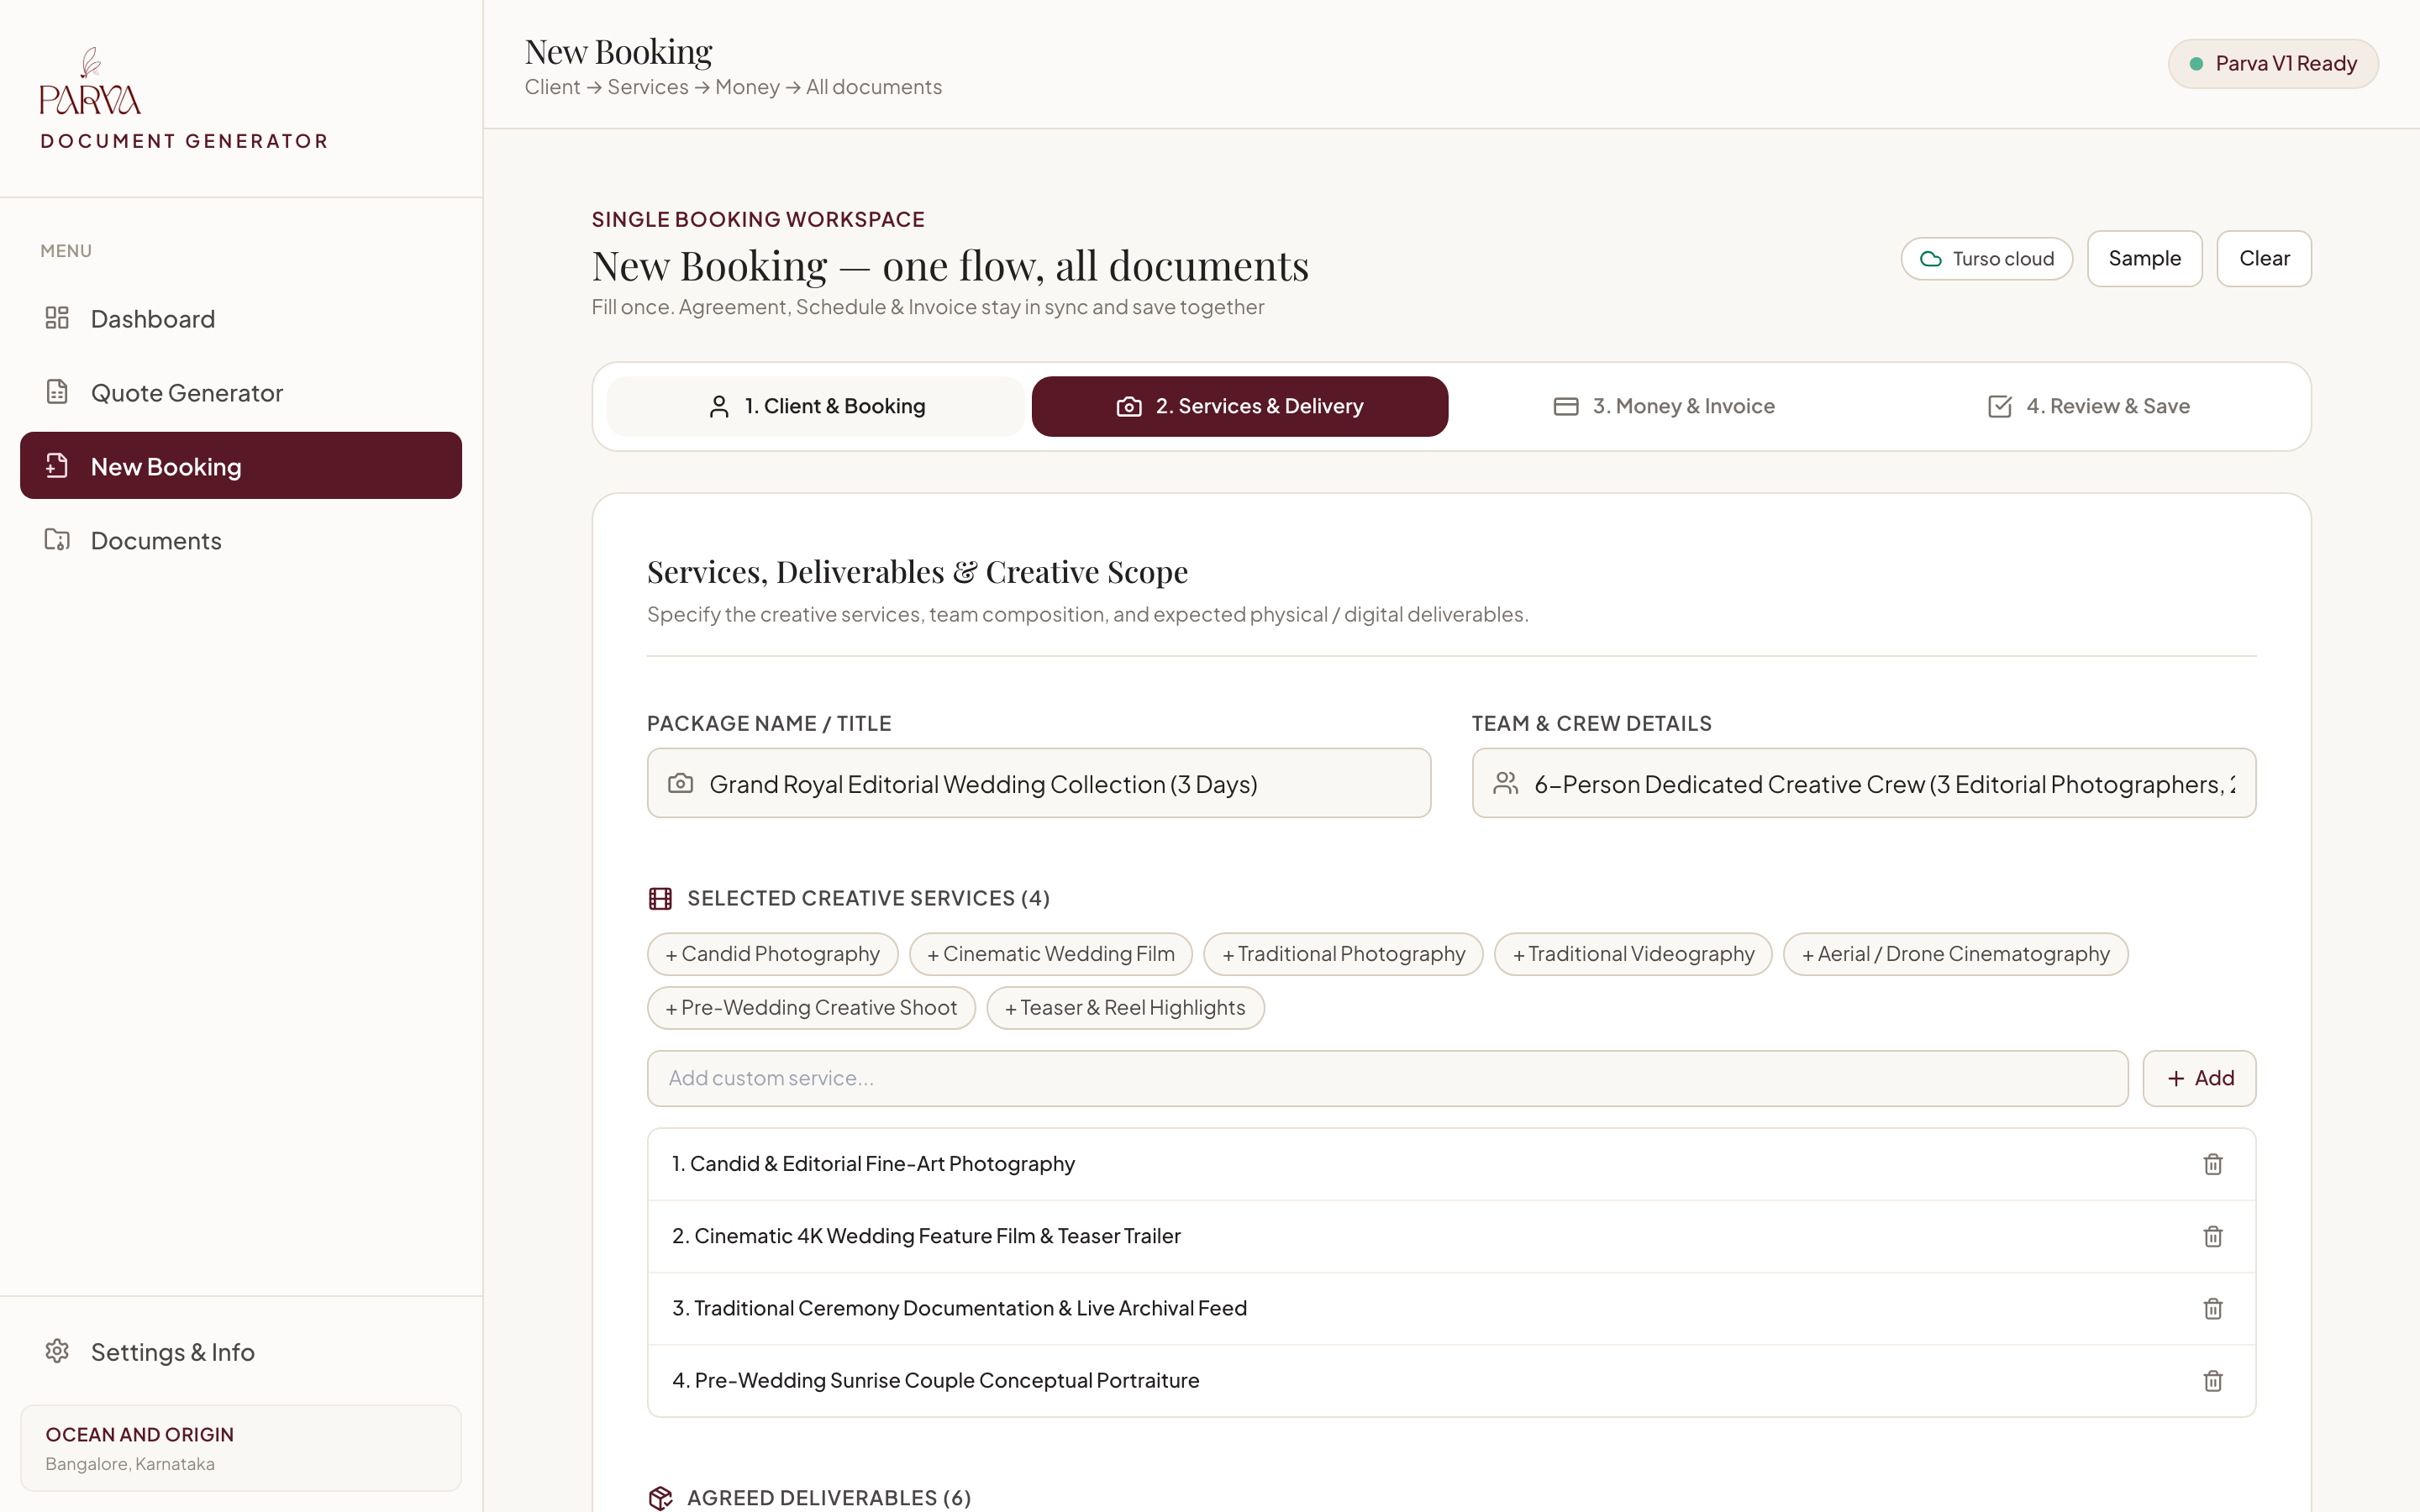 PARVA
DOCUMENT GENERATOR
MENU
Dashboard
Quote Generator
New Booking
Documents
Settings & Info
OCEAN AND ORIGIN
Bangalore, Karnataka
New Booking
Client → Services → Money → All documents
Parva V1 Ready
SINGLE BOOKING WORKSPACE
New Booking — one flow, all documents
Fill once. Agreement, Schedule & Invoice stay in sync and save together
Turso cloud
Sample
Clear
1. Client & Booking
2. Services & Delivery
3. Money & Invoice
4. Review & Save
Services, Deliverables & Creative Scope
Specify the creative services, team composition, and expected physical / digital deliverables.
PACKAGE NAME / TITLE
Grand Royal Editorial Wedding Collection (3 Days)
TEAM & CREW DETAILS
6-Person Dedicated Creative Crew (3 Editorial Photographers, 2
SELECTED CREATIVE SERVICES (4)
+ Candid Photography
+ Cinematic Wedding Film
+ Traditional Photography
+ Traditional Videography
+ Aerial / Drone Cinematography
+ Pre-Wedding Creative Shoot
+ Teaser & Reel Highlights
Add custom service...
+ Add
1. Candid & Editorial Fine-Art Photography
2. Cinematic 4K Wedding Feature Film & Teaser Trailer
3. Traditional Ceremony Documentation & Live Archival Feed
4. Pre-Wedding Sunrise Couple Conceptual Portraiture
AGREED DELIVERABLES (6)